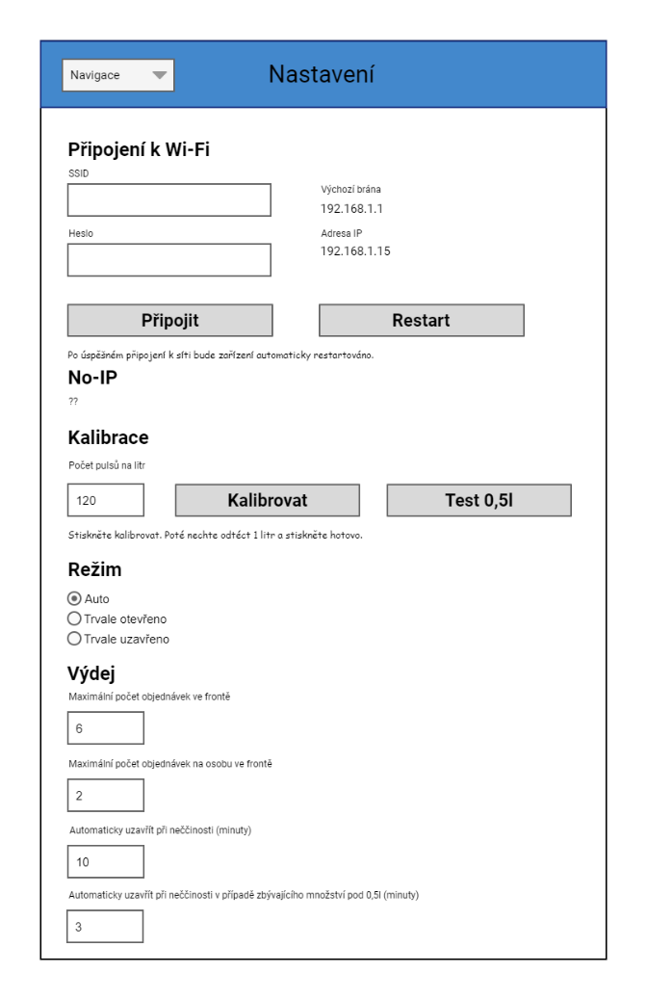 Navigace
Nastavení
Připojení k Wi-Fi
SSID
Výchozí brána
192.168.1.1
Heslo
Adresa IP
192.168.1.15
Připojit
Restart
Po úspěšném připojení k síti bude zařízení automaticky restartováno.
No-IP
??
Kalibrace
Počet pulsů na litr
120
Kalibrovat
Test 0,5l
Stiskněte kalibrovat. Poté nechte odtéct 1 litr a stiskněte hotovo.
Režim
Auto
Trvale otevřeno
Trvale uzavřeno
Výdej
Maximální počet objednávek ve frontě
6
Maximální počet objednávek na osobu ve frontě
2
Automaticky uzavřít při neččinosti (minuty)
10
Automaticky uzavřít při neččinosti v případě zbývajícího množství pod 0,5l (minuty)
3